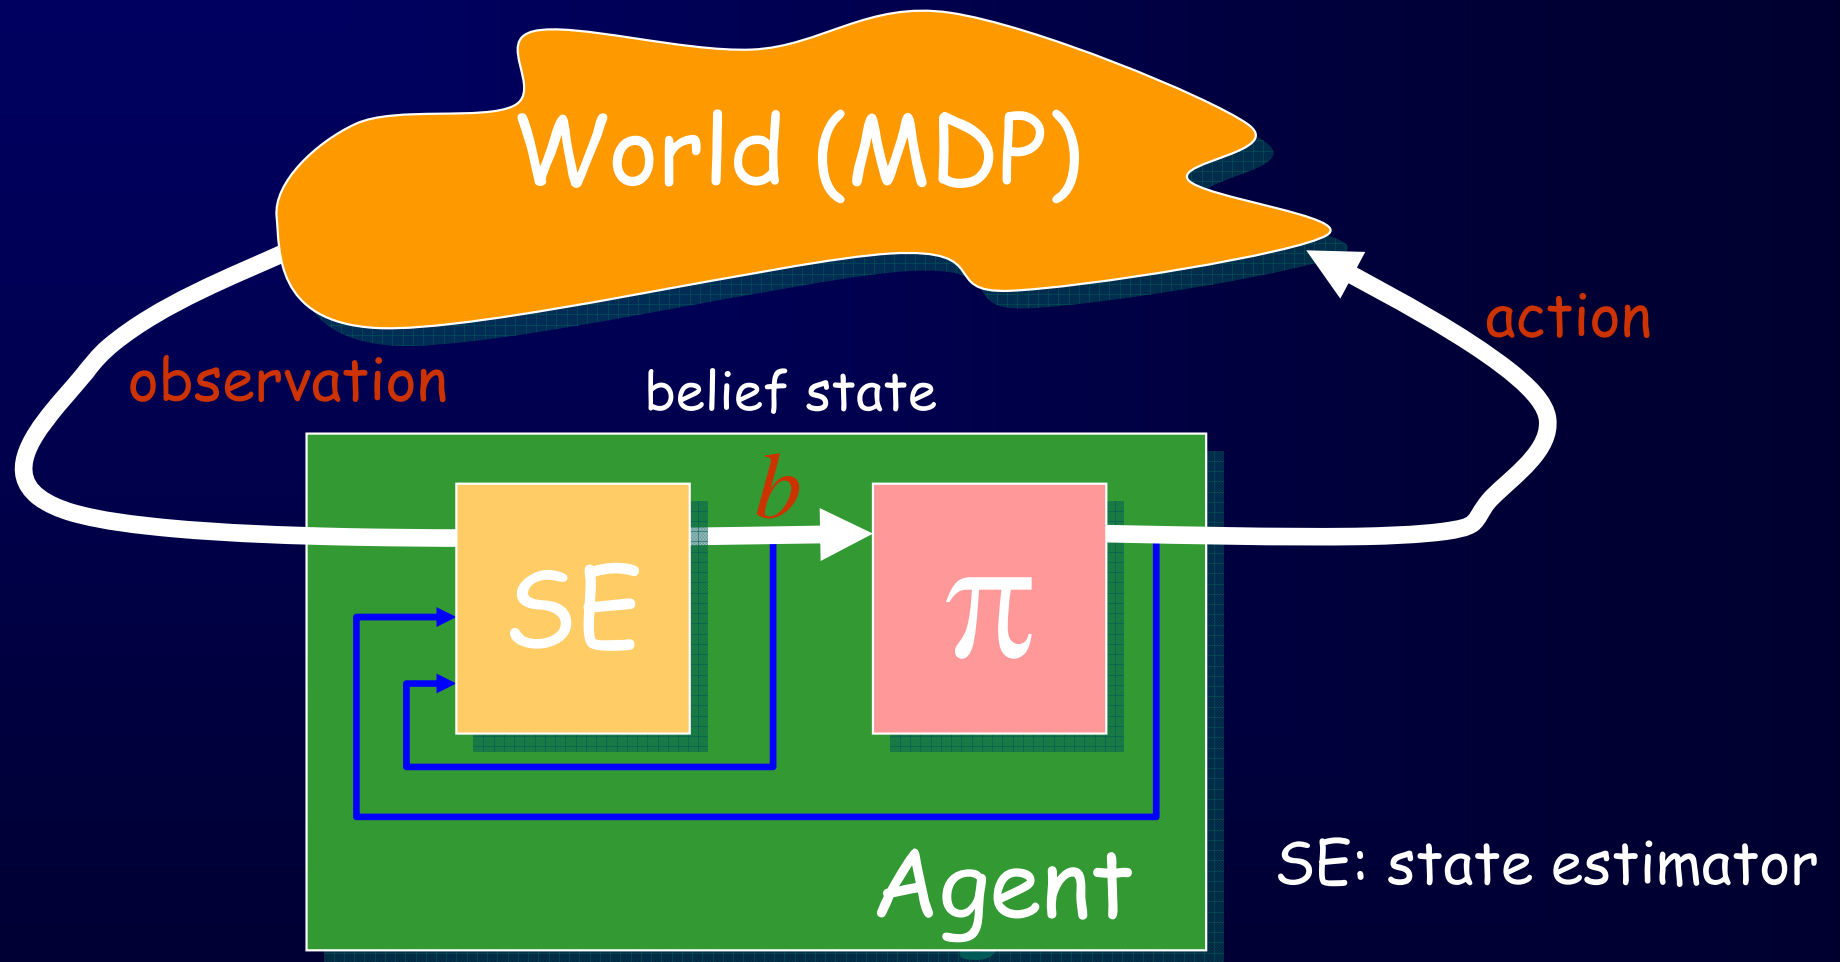 World (MDP)
action
observation
belief state
b
SE
π
SE: state estimator
Agent